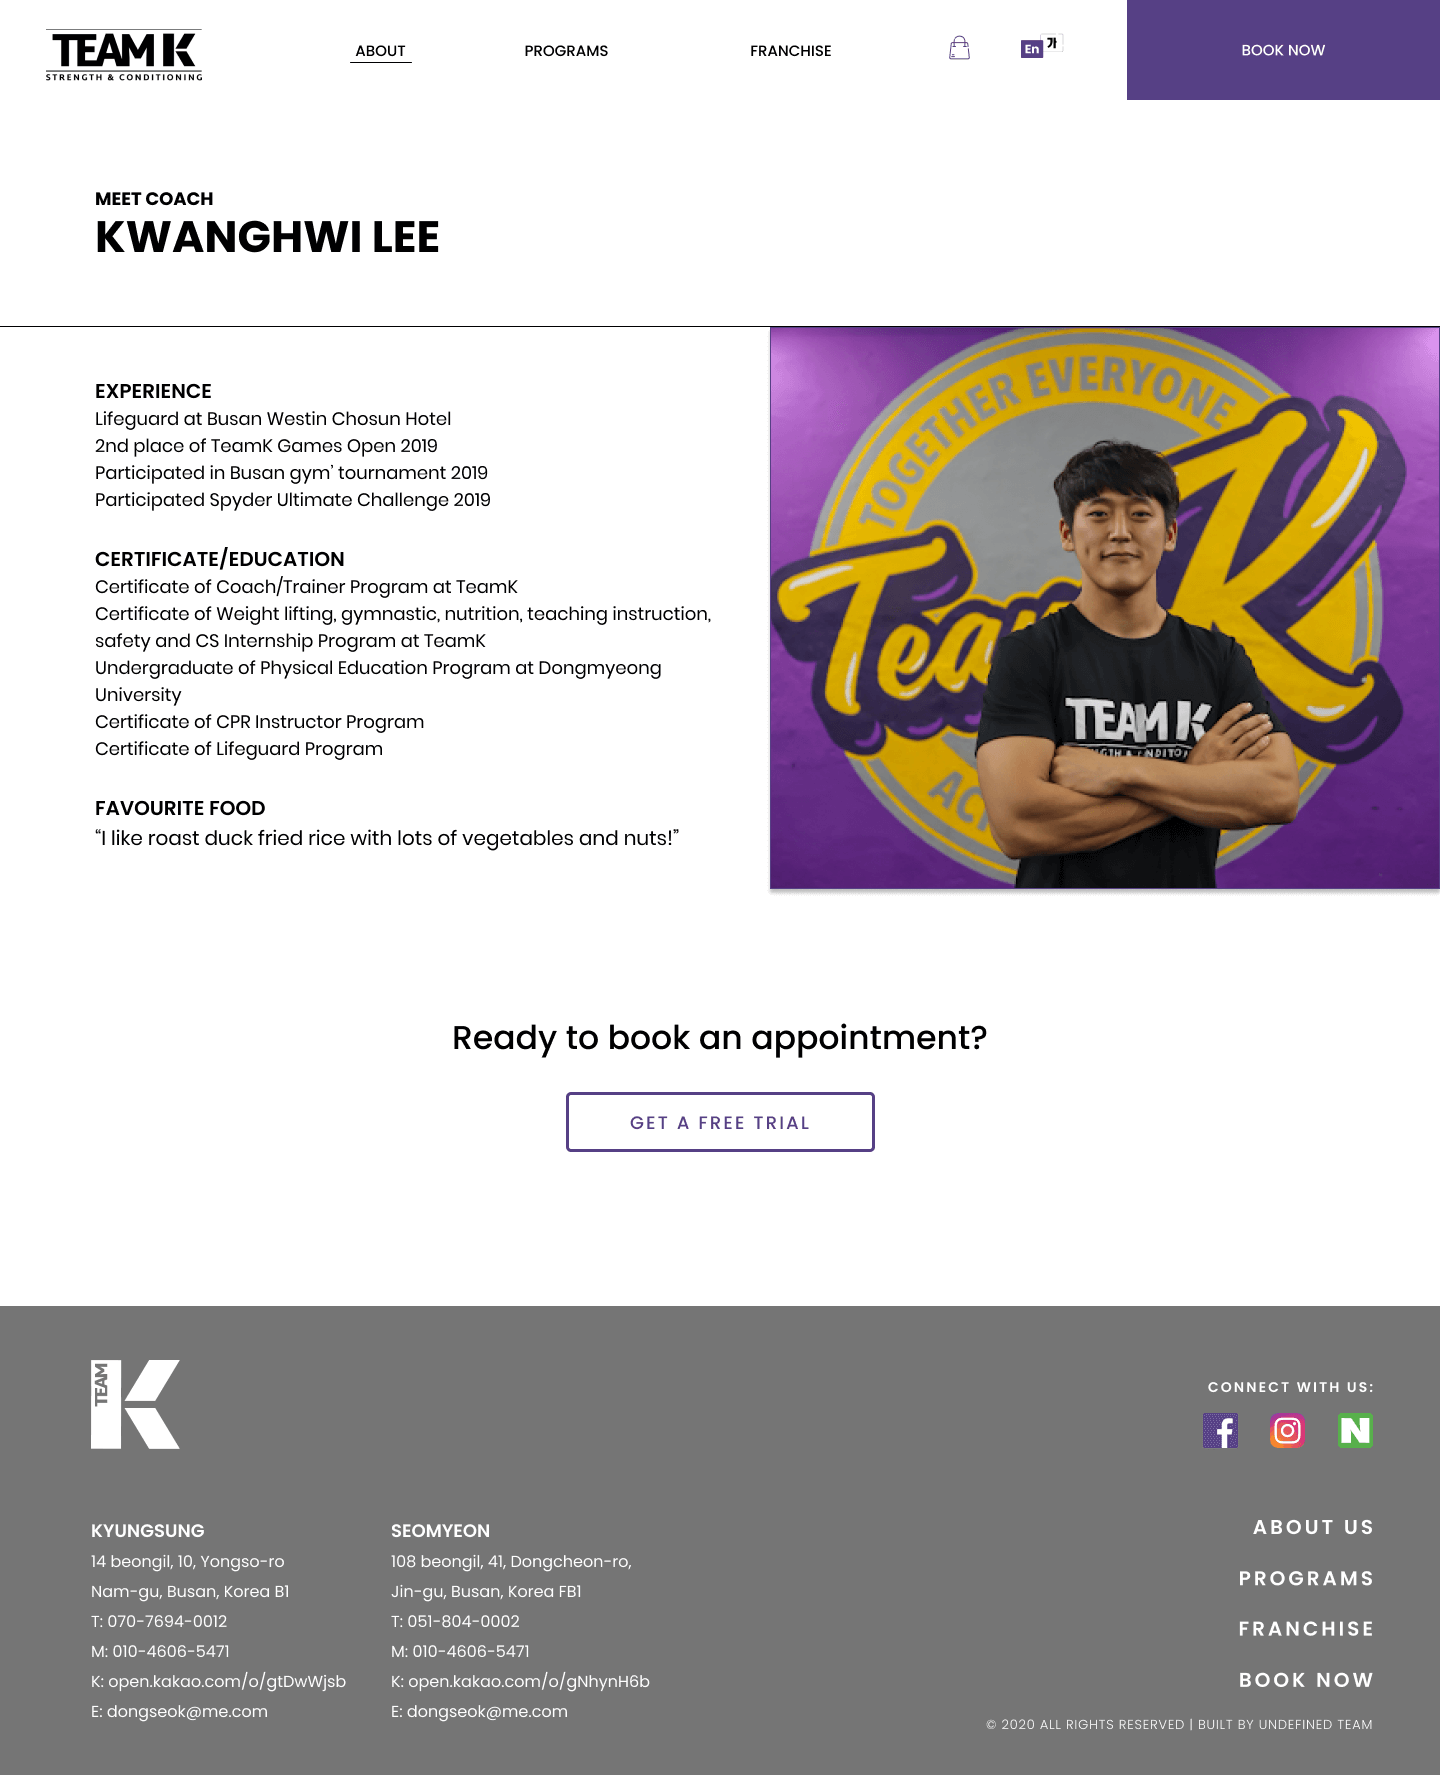 TEAM K
STRENGTH & CONDITIONING
ABOUT
PROGRAMS
FRANCHISE
En
가
BOOK NOW
MEET COACH
KWANGHWI LEE
EXPERIENCE
Lifeguard at Busan Westin Chosun Hotel
2nd place of TeamK Games Open 2019
Participated in Busan gym’ tournament 2019
Participated Spyder Ultimate Challenge 2019
CERTIFICATE/EDUCATION
Certificate of Coach/Trainer Program at TeamK
Certificate of Weight lifting, gymnastic, nutrition, teaching instruction,
safety and CS Internship Program at TeamK
Undergraduate of Physical Education Program at Dongmyeong
University
Certificate of CPR Instructor Program
Certificate of Lifeguard Program
FAVOURITE FOOD
“I like roast duck fried rice with lots of vegetables and nuts!”
TOGETHER EVERYONE
TEAM K
Ready to book an appointment?
GET A FREE TRIAL
TEAM
K
CONNECT WITH US:
KYUNGSUNG
14 beongil, 10, Yongso-ro
Nam-gu, Busan, Korea B1
T: 070-7694-0012
M: 010-4606-5471
K: open.kakao.com/o/gtDwWjsb
E: dongseok@me.com
SEOMYEON
108 beongil, 41, Dongcheon-ro,
Jin-gu, Busan, Korea FB1
T: 051-804-0002
M: 010-4606-5471
K: open.kakao.com/o/gNhynH6b
E: dongseok@me.com
ABOUT US
PROGRAMS
FRANCHISE
BOOK NOW
© 2020 ALL RIGHTS RESERVED | BUILT BY UNDEFINED TEAM